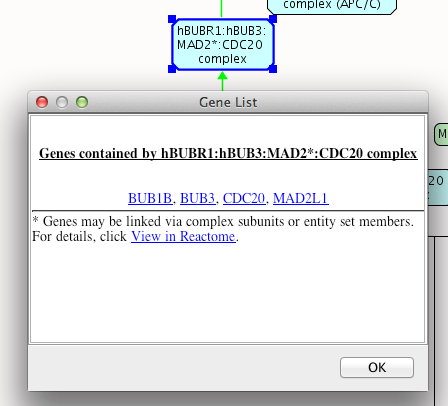 complex (APC/C)
hBUBR1:hBUB3:
MAD2*:CDC20
complex
Gene List
M
Genes contained by hBUBR1:hBUB3:MAD2*:CDC20 complex
20
BUB1B, BUB3, CDC20, MAD2L1
* Genes may be linked via complex subunits or entity set members.
For details, click View in Reactome.
OK